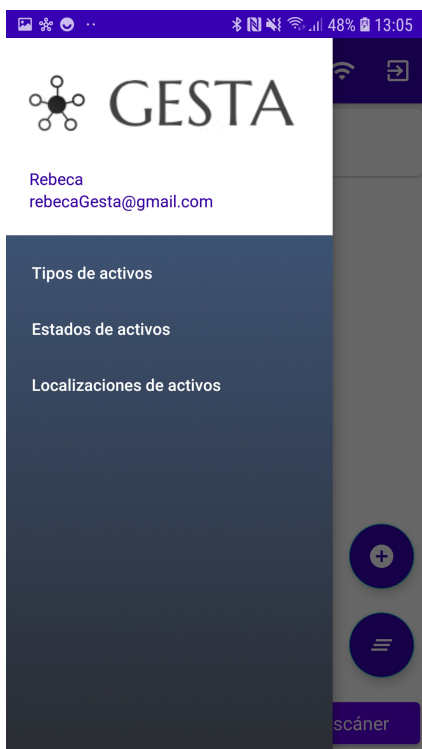 48% 13:05
GESTA
Rebeca
rebecaGesta@gmail.com
Tipos de activos
Estados de activos
Localizaciones de activos
scáner